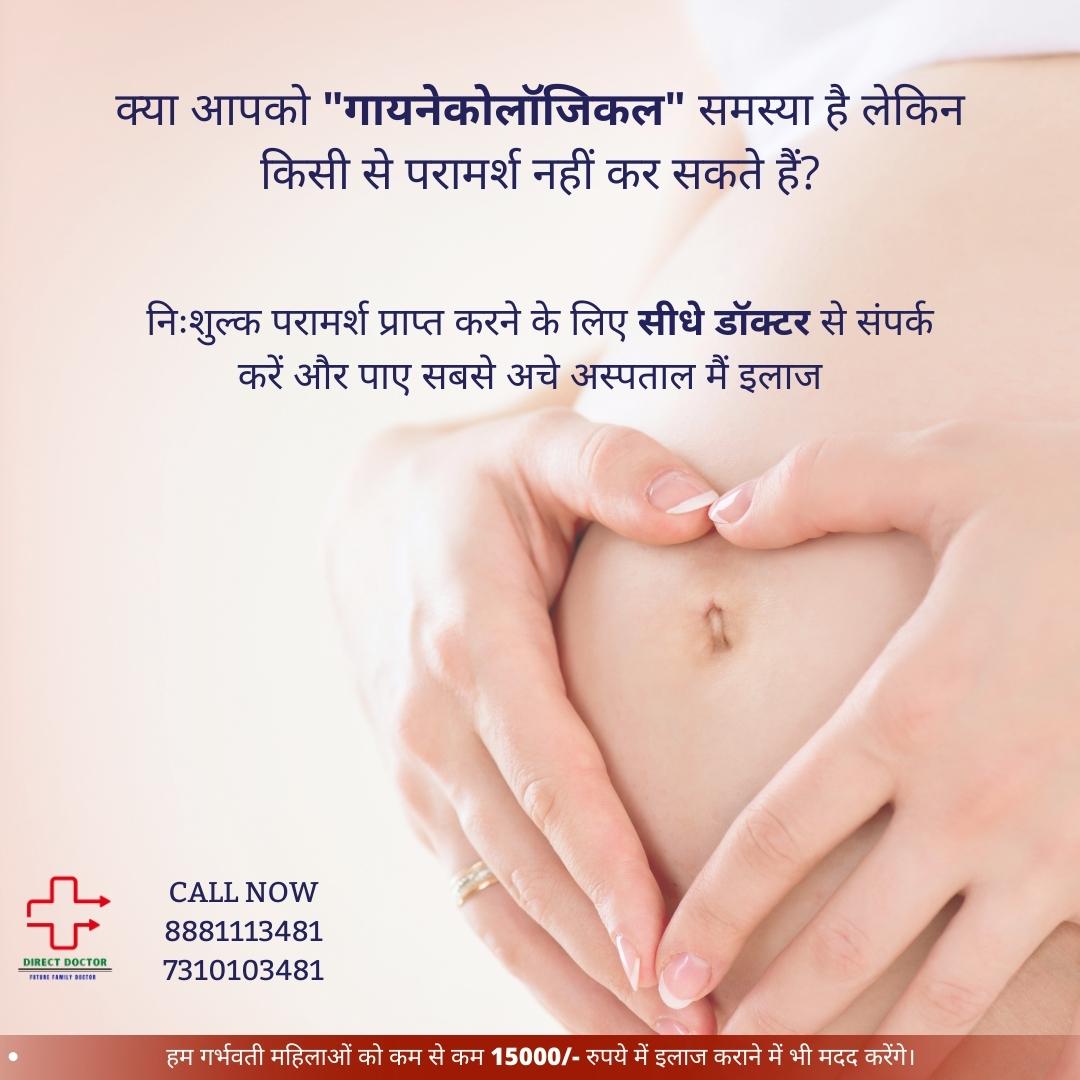 क्या आपको "गायनेकोलॉजिकल" समस्या है लेकिन
किसी से परामर्श नहीं कर सकते हैं?
निःशुल्क परामर्श प्राप्त करने के लिए सीधे डॉक्टर से संपर्क
करें और पाए सबसे अचे अस्पताल मैं इलाज
CALL NOW
8881113481
7310103481
DIRECT DOCTOR
FUTURE FAMILY DOCTOR
हम गर्भवती महिलाओं को कम से कम 15000/- रुपये में इलाज कराने में भी मदद करेंगे।